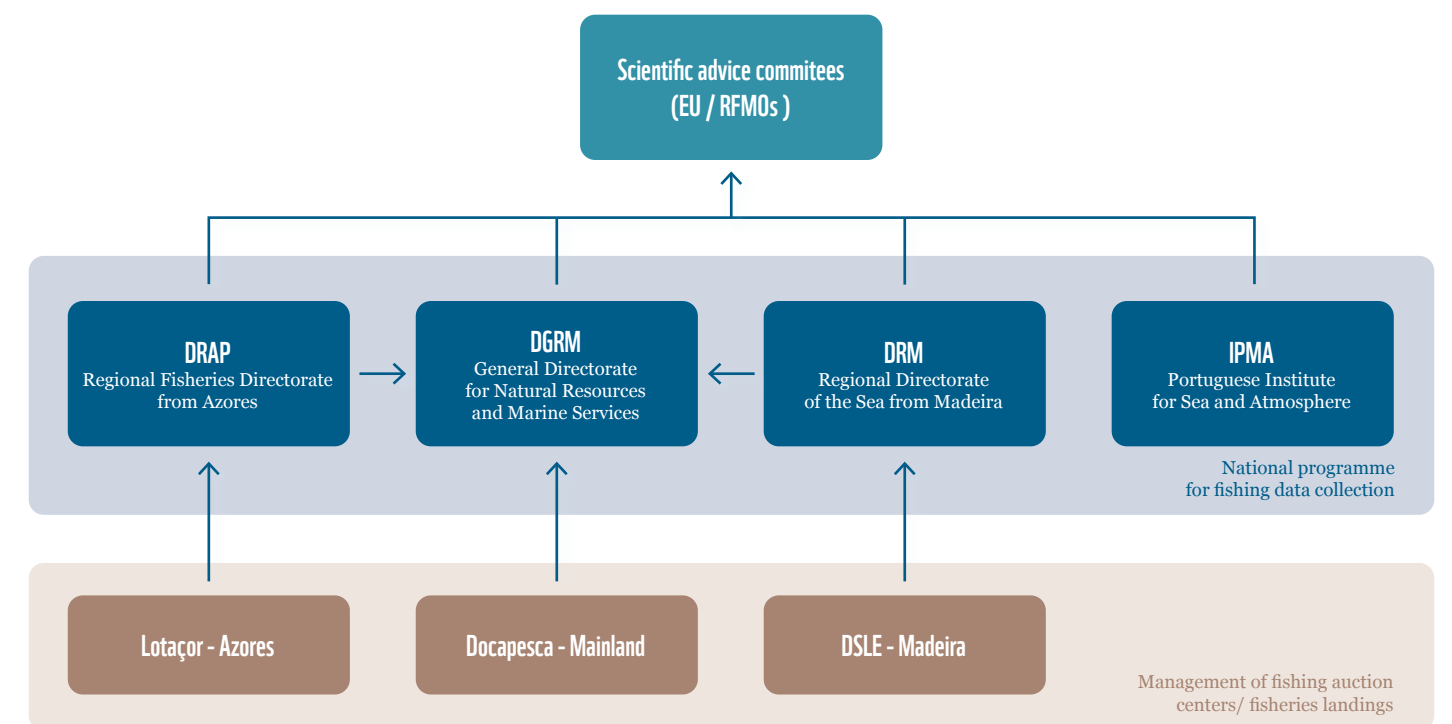 Scientific advice commitees
(EU / RFMOs )
DRAP
Regional Fisheries Directorate
from Azores
DGRM
General Directorate
for Natural Resources
and Marine Services
DRM
Regional Directorate
of the Sea from Madeira
IPMA
Portuguese Institute
for Sea and Atmosphere
National programme
for fishing data collection
Lotaçor - Azores
Docapesca - Mainland
DSLE - Madeira
Management of fishing auction
centers/ fisheries landings